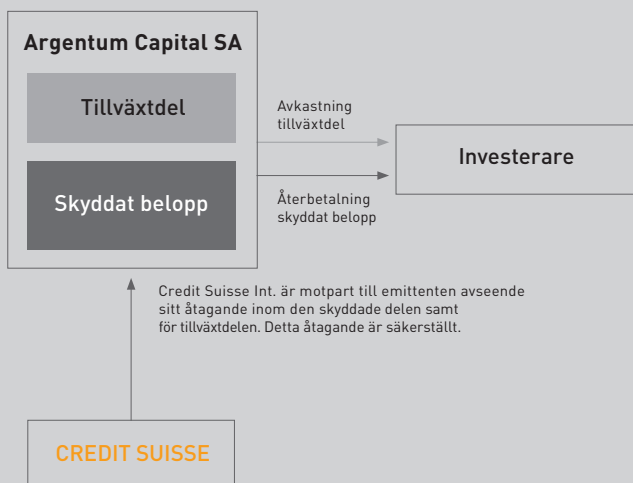 Argentum Capital SA
Tillväxtdel
Skyddat belopp
Avkastning
tillväxtdel
Återbetalning
skyddat belopp
Investerare
Credit Suisse Int. är motpart till emittenten avseende
sitt åtagande inom den skyddade delen samt
för tillväxtdelen. Detta åtagande är säkerställt.
CREDIT SUISSE